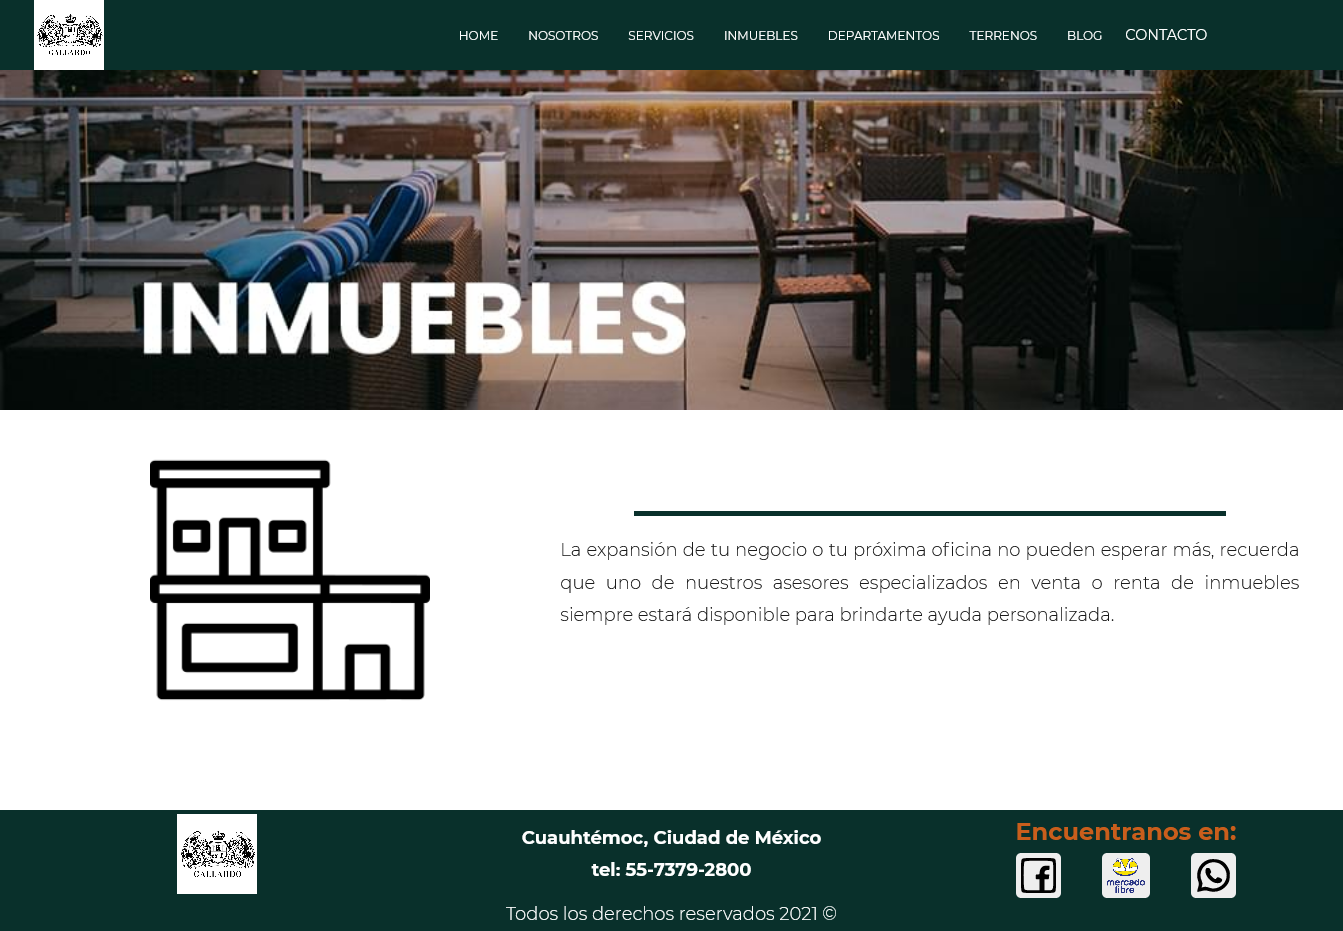 GALLARDO
HOME NOSOTROS SERVICIOS INMUEBLES DEPARTAMENTOS TERRENOS BLOG CONTACTO
INMUEBLES
La expansión de tu negocio o tu próxima oficina no pueden esperar más, recuerda
que uno de nuestros asesores especializados en venta o renta de inmuebles
siempre estará disponible para brindarte ayuda personalizada.
GALLARDO
Cuauhtémoc, Ciudad de México
tel: 55-7379-2800
Todos los derechos reservados 2021 ©
Encuentranos en:
mercado
libre